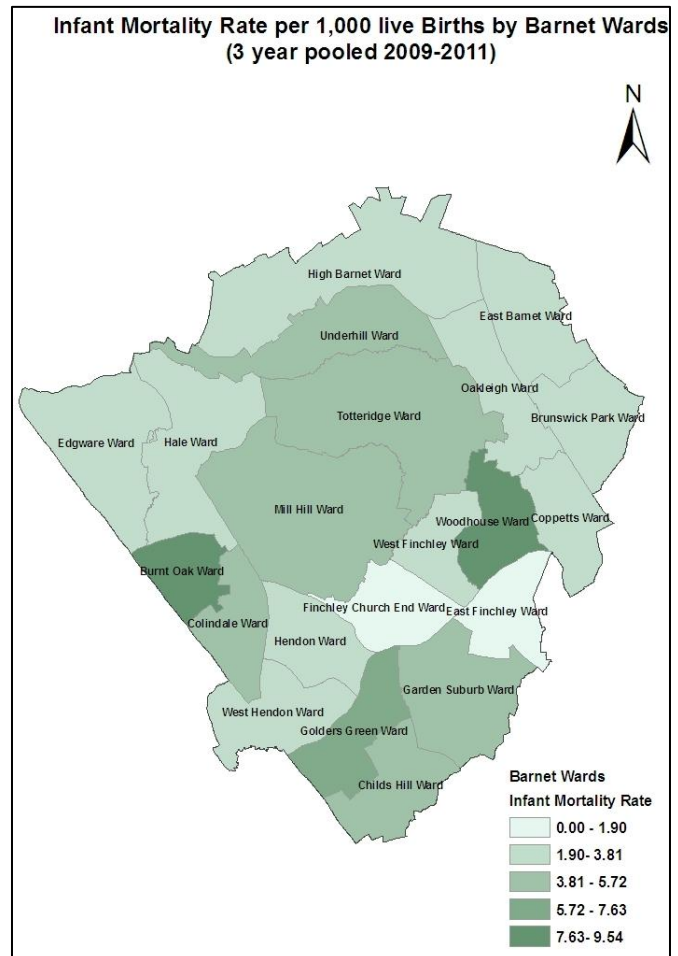 Infant Mortality Rate per 1,000 live Births by Barnet Wards
(3 year pooled 2009-2011)
N
High Barnet Ward
East Barnet Ward
Underhill Ward
Oakleigh Ward
Totteridge Ward
Brunswick Park Ward
Edgware Ward
Hale Ward
Mill Hill Ward
Woodhouse Ward
Coppetts Ward
West Finchley Ward
Burnt Oak Ward
Finchley Church End Ward
East Finchley Ward
Colindale Ward
Hendon Ward
Garden Suburb Ward
West Hendon Ward
Golders Green Ward
Childs Hill Ward
Barnet Wards
Infant Mortality Rate
0.00 - 1.90
1.90- 3.81
3.81 - 5.72
5.72 - 7.63
7.63- 9.54